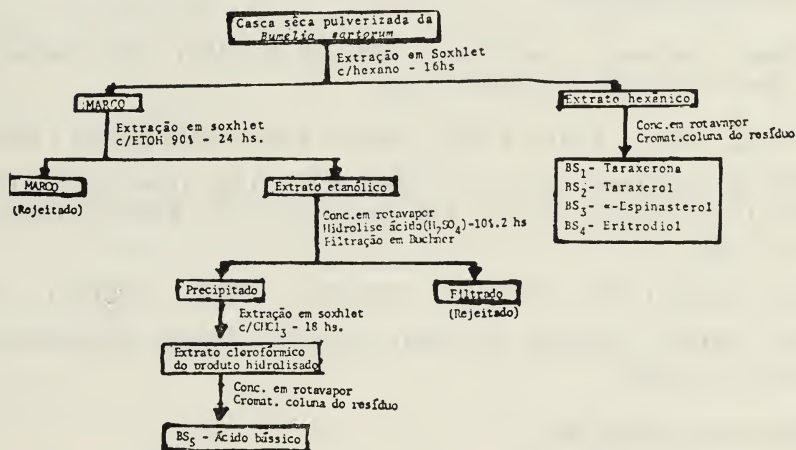 Casca sêca pulverizada da
Bumélia sartorum
Extração em Soxhlet
c/hexano - 16hs
MARCO
Extrato hexânico
Extração em soxhlet
c/ETOH 90% - 24 hs.
Conc.em rotavapor
Cromat.coluna do resíduo
MARCO
(Rojeitado)
Extrato etanólico
BS₁- Taraxerona
BS₂- Taraxerol
BS₃- α-Espinasterol
BS₄- Eritrodiol
Conc.em rotavapor
Hidrolise ácido(H₂SO₄)-10%.2 hs
Filtração em Buchner
Precipitado
Filtrado
(Rejeitado)
Extração em soxhlet
c/CHCl₃ - 18 hs.
Extrato clorofórmico
do produto hidrolisado
Conc. em rotavapor
Cromat. coluna do resíduo
BS₅ - Ácido bássico